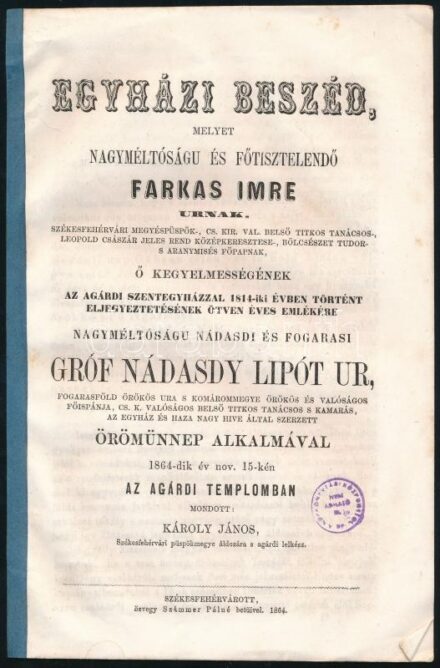 EGYHÁZI BESZÉD,
MELYET
NAGYMÉLTÓSÁGU ÉS FŐTISZTELENDŐ
FARKAS IMRE
URNAK,
SZÉKESFEHÉRVÁRI MEGYÉSPÜSPÖK-, CS. KIR. VAL. BELSŐ TITKOS TANÁCSOS-,
LEOPOLD CSÁSZÁR JELES REND KÖZÉPKERESZTESE-, BÖLCSÉSZET TUDOR-
S ARANYMISÉS FŐPAPNAK,
Ő KEGYELMESSÉGÉNEK
AZ AGÁRDI SZENTEGYHÁZZAL 1814-iki ÉVBEN TÖRTÉNT
ELJEGYEZTETÉSÉNEK ÖTVEN ÉVES EMLÉKÉRE
NAGYMÉLTÓSÁGU NÁDASDI ÉS FOGARASI
GRÓF NÁDASDY LIPÓT UR,
FOGARASFÖLD ÖRÖKÖS URA S KOMÁROMMEGYE ÖRÖKÖS ÉS VALÓSÁGOS
FŐISPÁNJA, CS. K. VALÓSÁGOS BELSŐ TITKOS TANÁCSOS S KAMARÁS,
AZ EGYHÁZ ÉS HAZA NAGY HIVE ÁLTAL SZERZETT
ÖRÖMÜNNEP ALKALMÁVAL
1864-dik év nov. 15-kén
AZ AGÁRDI TEMPLOMBAN
MONDOTT:
KÁROLY JÁNOS,
Székesfehérvári püspökmegye áldozára s agárdi lelkész.
SZÉKESFEHÉRVÁROTT,
özvegy Számmer Pálné betűivel. 1864.